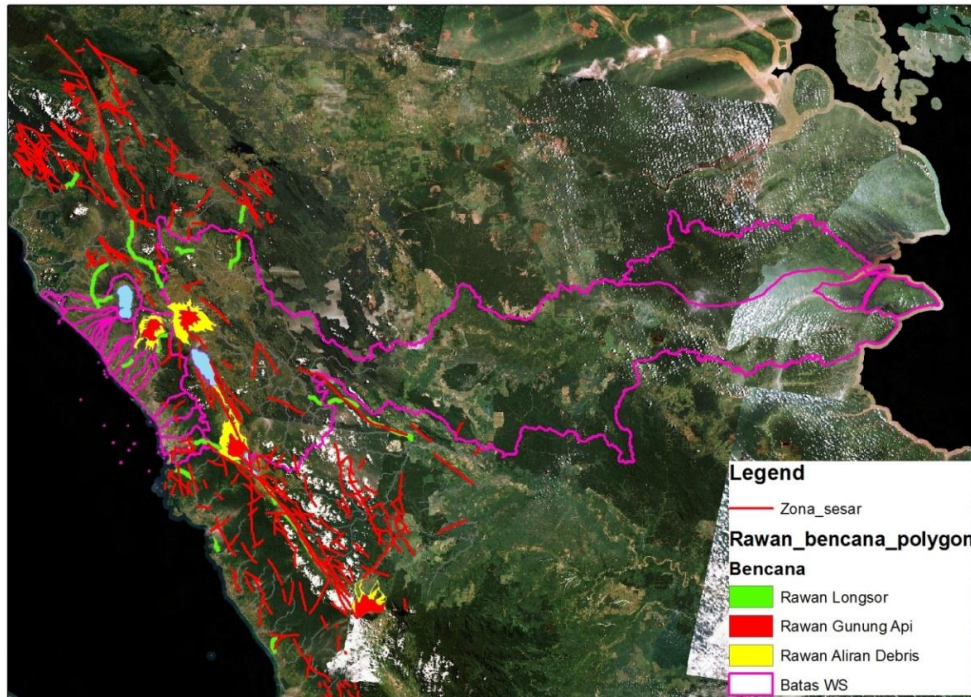 Legend
Zona_sesar
Rawan_bencana_polygon
Bencana
Rawan Longsor
Rawan Gunung Api
Rawan Aliran Debris
Batas WS